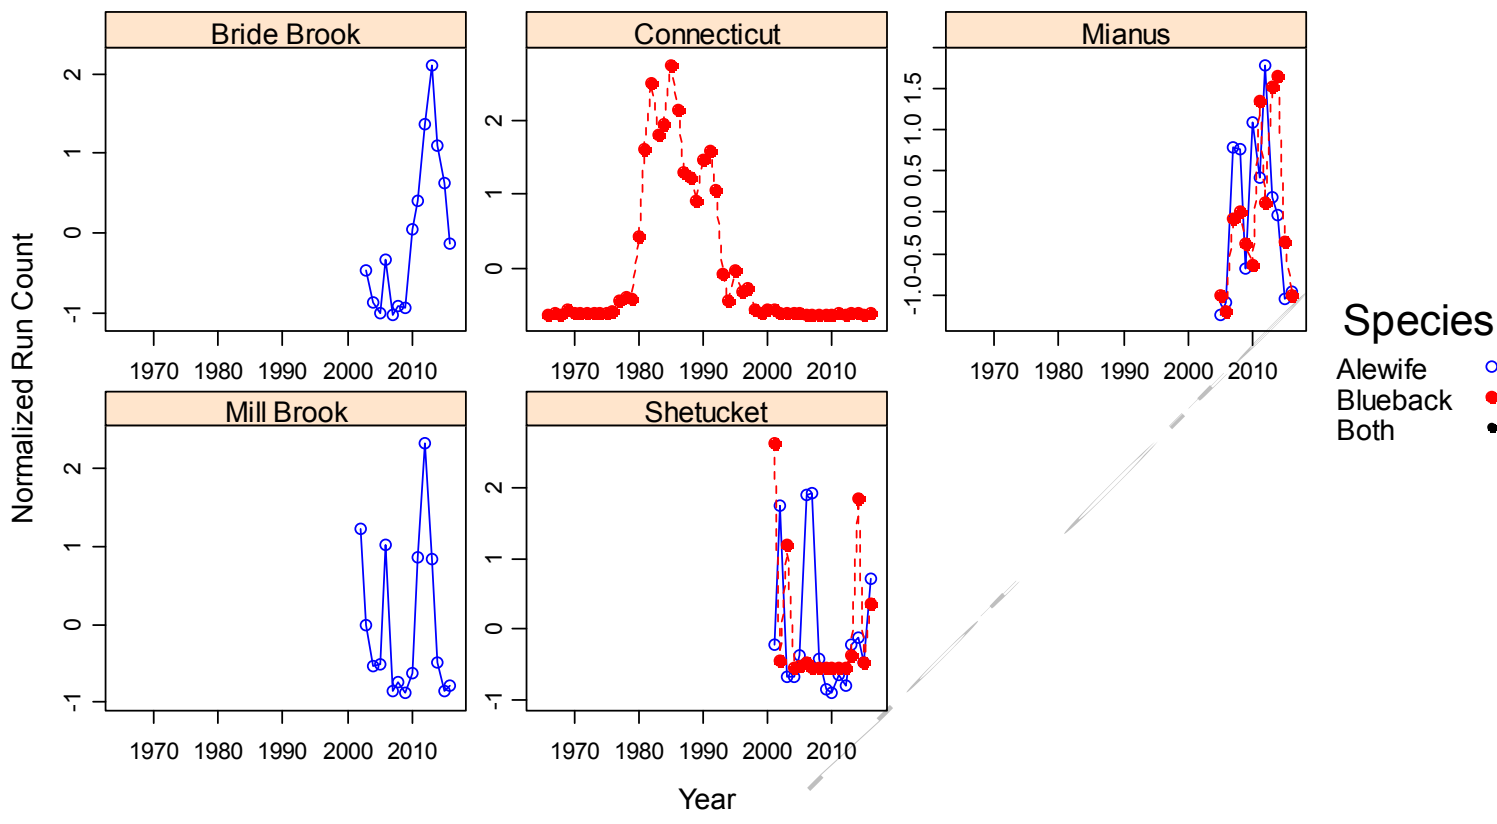 Bride Brook
Connecticut
Mianus
2
1
0
-1
2
1
0
1.5
1.0
0.5
0.0
-0.5
-1.0
1970 1980 1990 2000 2010
1970 1980 1990 2000 2010
1970 1980 1990 2000 2010
Normalized Run Count
Mill Brook
Shetucket
2
1
0
-1
2
1
0
-1
1970 1980 1990 2000 2010
1970 1980 1990 2000 2010
Year
Species
Alewife
Blueback
Both